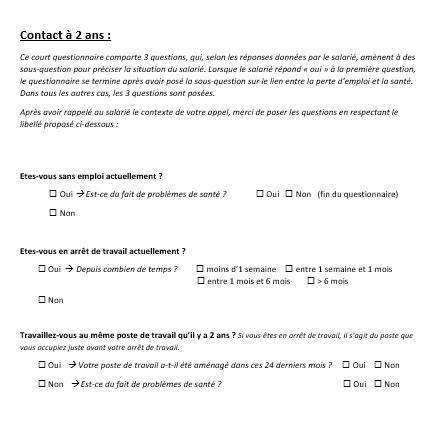 Contact à 2 ans :
Ce court questionnaire comporte 3 questions, qui, selon les réponses données par le salarié, amènent à des
sous-question pour préciser la situation du salarié. Lorsque le salarié répond « oui » à la première question,
le questionnaire se termine après avoir posé la sous-question sur le lien entre la perte d'emploi et la santé.
Dans tous les autres cas, les 3 questions sont posées.
Après avoir rappelé au salarié le contexte de votre appel, merci de poser les questions en respectant le
libellé proposé ci-dessous :
Etes-vous sans emploi actuellement ?
☐ Oui → Est-ce du fait de problèmes de santé ? ☐ Oui ☐ Non (fin du questionnaire)
☐ Non
Etes-vous en arrêt de travail actuellement ?
☐ Oui → Depuis combien de temps ? ☐ moins d'1 semaine ☐ entre 1 semaine et 1 mois
☐ entre 1 mois et 6 mois ☐ > 6 mois
☐ Non
Travaillez-vous au même poste de travail qu'il y a 2 ans ? Si vous êtes en arrêt de travail, il s'agit du poste que
vous occupiez juste avant votre arrêt de travail.
☐ Oui → Votre poste de travail a-t-il été aménagé dans ces 24 derniers mois ? ☐ Oui ☐ Non
☐ Non → Est-ce du fait de problèmes de santé ? ☐ Oui ☐ Non